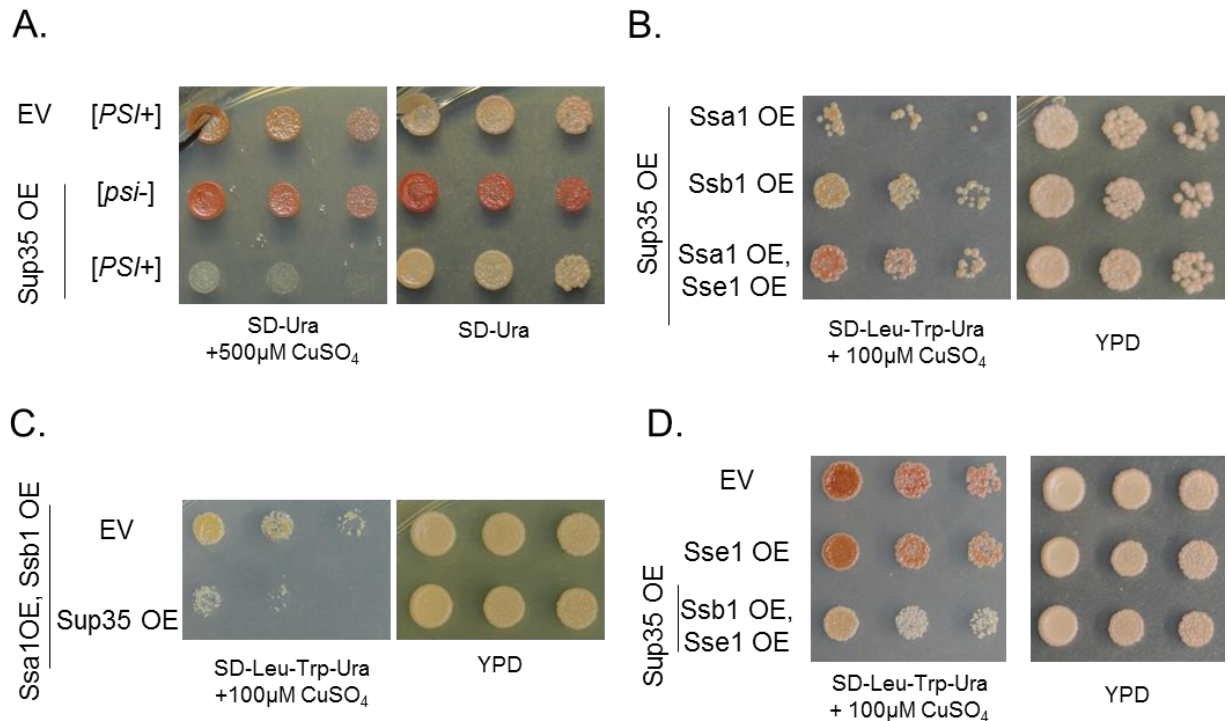 A.
EV [PSI+]
Sup35 OE
[psi-]
[PSI+]
SD-Ura
+500µM CuSO₄
SD-Ura
B.
Sup35 OE
Ssa1 OE
Ssb1 OE
Ssa1 OE,
Sse1 OE
SD-Leu-Trp-Ura
+ 100µM CuSO₄
YPD
C.
Ssa1OE, Ssb1 OE
EV
Sup35 OE
SD-Leu-Trp-Ura
+100µM CuSO₄
YPD
D.
EV
Sup35 OE
Sse1 OE
Ssb1 OE,
Sse1 OE
SD-Leu-Trp-Ura
+ 100µM CuSO₄
YPD